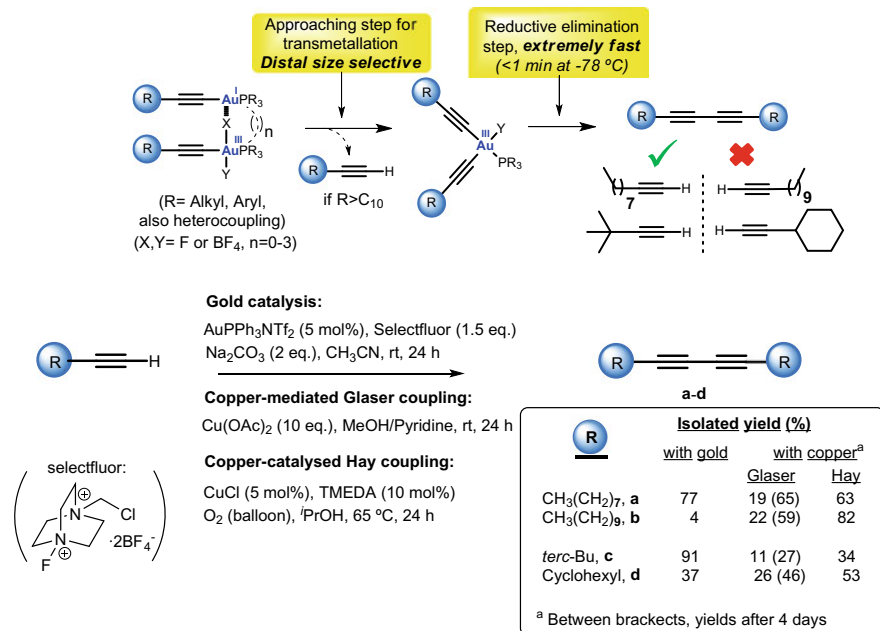 Approaching step for
transmetallation
Distal size selective
Reductive elimination
step, extremely fast
(<1 min at -78 ºC)
R
Au^I PR3
X
( )n
R
Au^III PR3
Y
(R= Alkyl, Aryl,
also heterocoupling)
(X,Y= F or BF4, n=0-3)
R H
if R>C10
R
III Y
Au
PR3
R
R R
7 H
H 9
H
H
Gold catalysis:
AuPPh3NTf2 (5 mol%), Selectfluor (1.5 eq.)
Na2CO3 (2 eq.), CH3CN, rt, 24 h
R H
Copper-mediated Glaser coupling:
Cu(OAc)2 (10 eq.), MeOH/Pyridine, rt, 24 h
Copper-catalysed Hay coupling:
CuCl (5 mol%), TMEDA (10 mol%)
O2 (balloon), iPrOH, 65 ºC, 24 h
selectfluor:
N
Cl
N
F
·2BF4-
R R
a-d
R
Isolated yield (%)
with gold with copper^a
Glaser Hay
CH3(CH2)7, a 77 19 (65) 63
CH3(CH2)9, b 4 22 (59) 82
terc-Bu, c 91 11 (27) 34
Cyclohexyl, d 37 26 (46) 53
a Between brackects, yields after 4 days